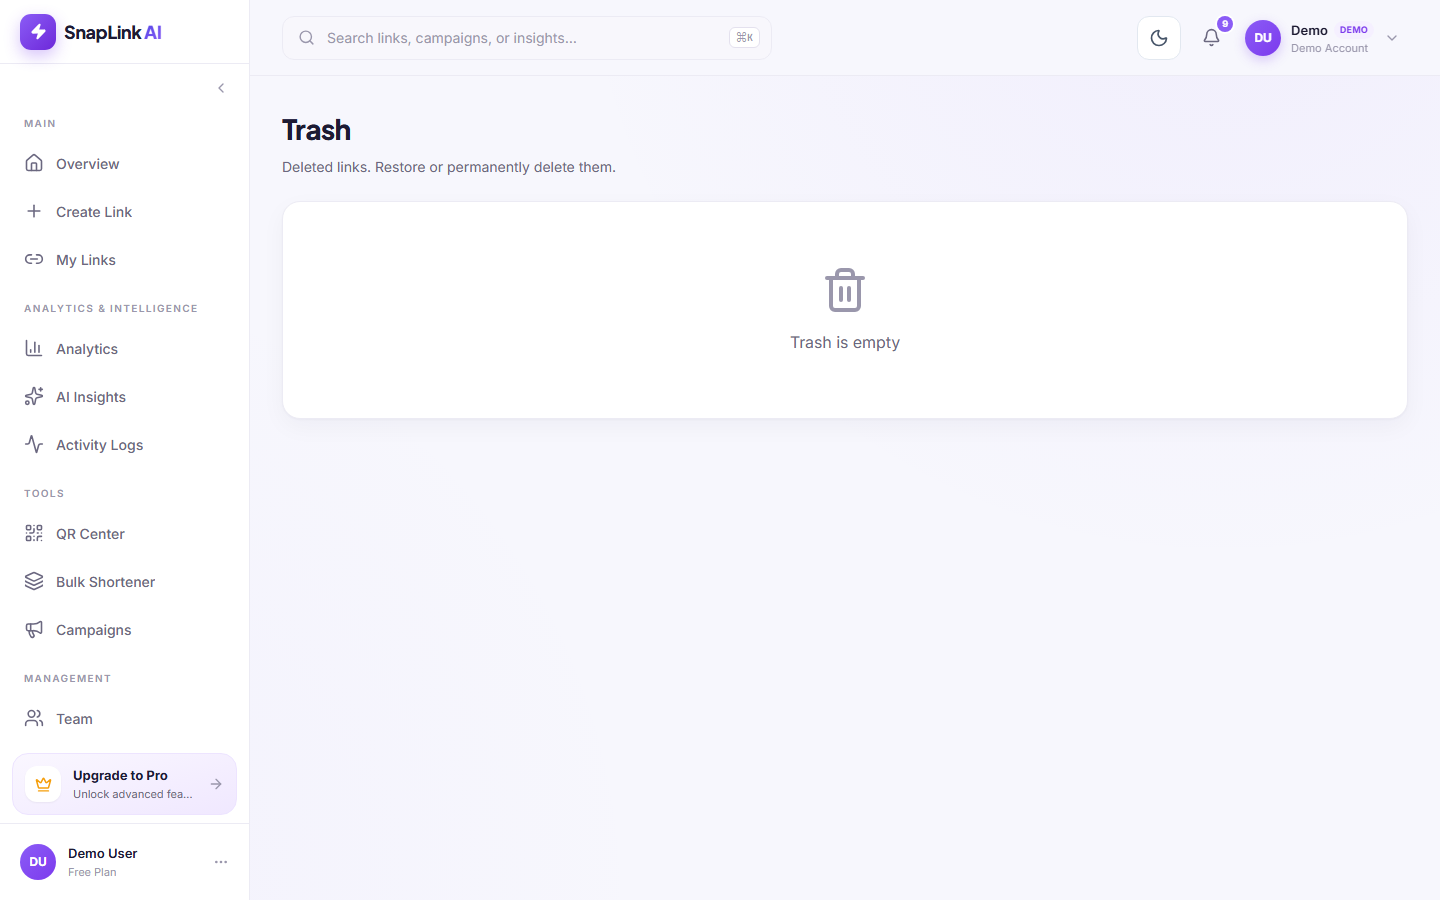 SnapLink AI
Search links, campaigns, or insights...
⌘K
9
DU
Demo DEMO
Demo Account
MAIN
Overview
Create Link
My Links
ANALYTICS & INTELLIGENCE
Analytics
AI Insights
Activity Logs
TOOLS
QR Center
Bulk Shortener
Campaigns
MANAGEMENT
Team
Upgrade to Pro
Unlock advanced fea...
DU
Demo User
Free Plan
Trash
Deleted links. Restore or permanently delete them.
Trash is empty